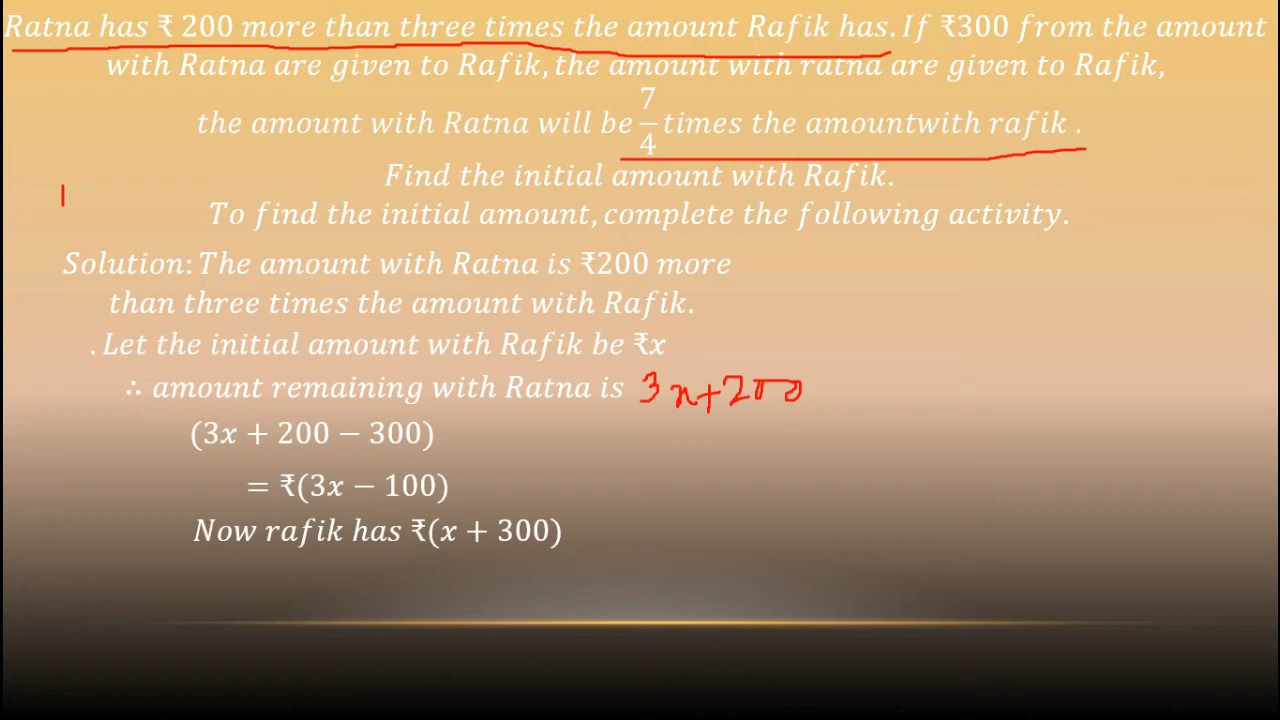 Ratna has ₹ 200 more than three times the amount Rafik has. If ₹300 from the amount
with Ratna are given to Rafik, the amount with ratna are given to Rafik,
the amount with Ratna will be 7/4 times the amountwith rafik .
Find the initial amount with Rafik.
To find the initial amount, complete the following activity.
Solution: The amount with Ratna is ₹200 more
than three times the amount with Rafik.
. Let the initial amount with Rafik be ₹x
∴ amount remaining with Ratna is 3x+200
(3x + 200 − 300)
= ₹(3x − 100)
Now rafik has ₹(x + 300)